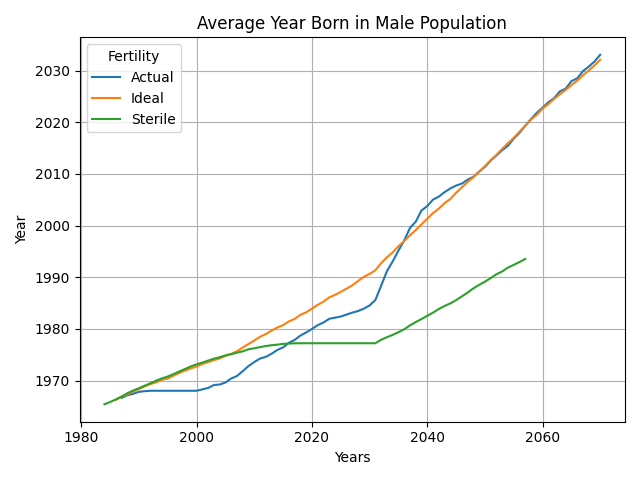 Average Year Born in Male Population
Fertility
Actual
Ideal
Sterile
2030
2020
2010
2000
1990
1980
1970
Year
1980 2000 2020 2040 2060
Years